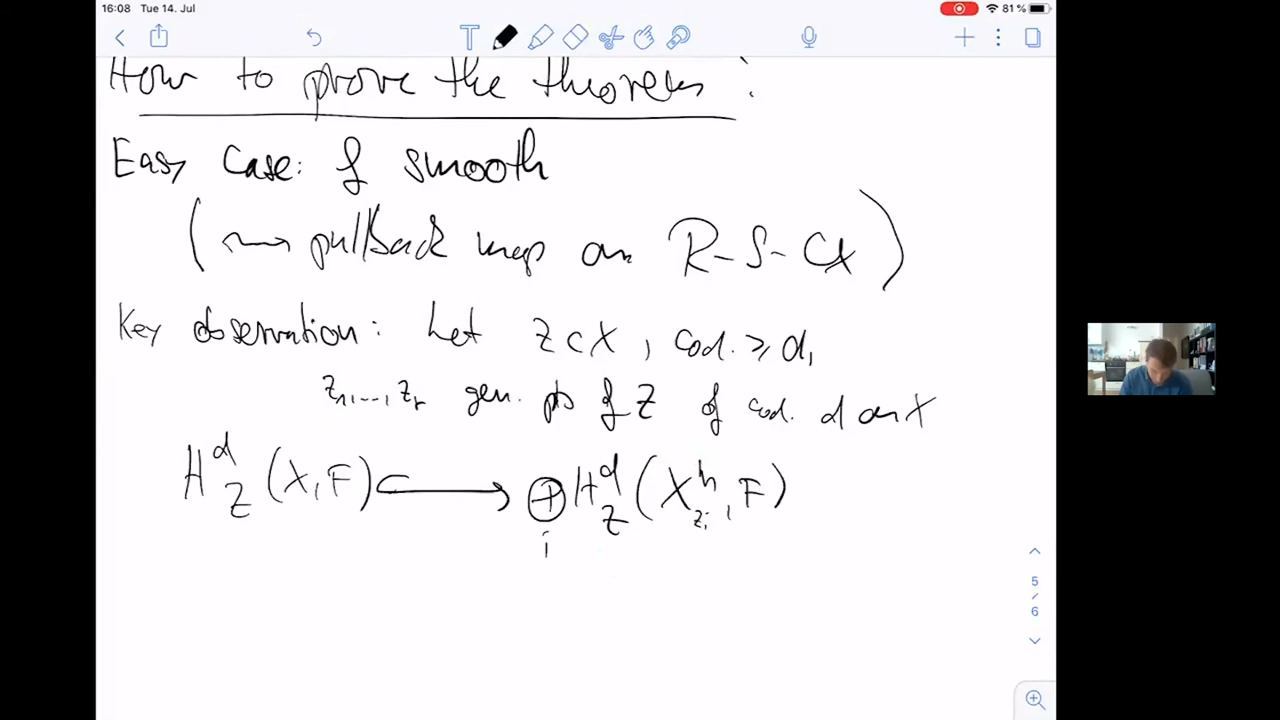 16:08 Tue 14. Jul 81 %
How to prove the theorem:
Easy case: f smooth
(⇝ pullback map on R-S-Cx)
Key observation: Let Z ⊂ X, cod. ≥ d,
z₁,...,zᵣ gen. pts of Z of cod. d on X
H^d_Z (X, F) ↪ ⊕_i H^d_Z (X^h_{z_i}, F)
5
/
6